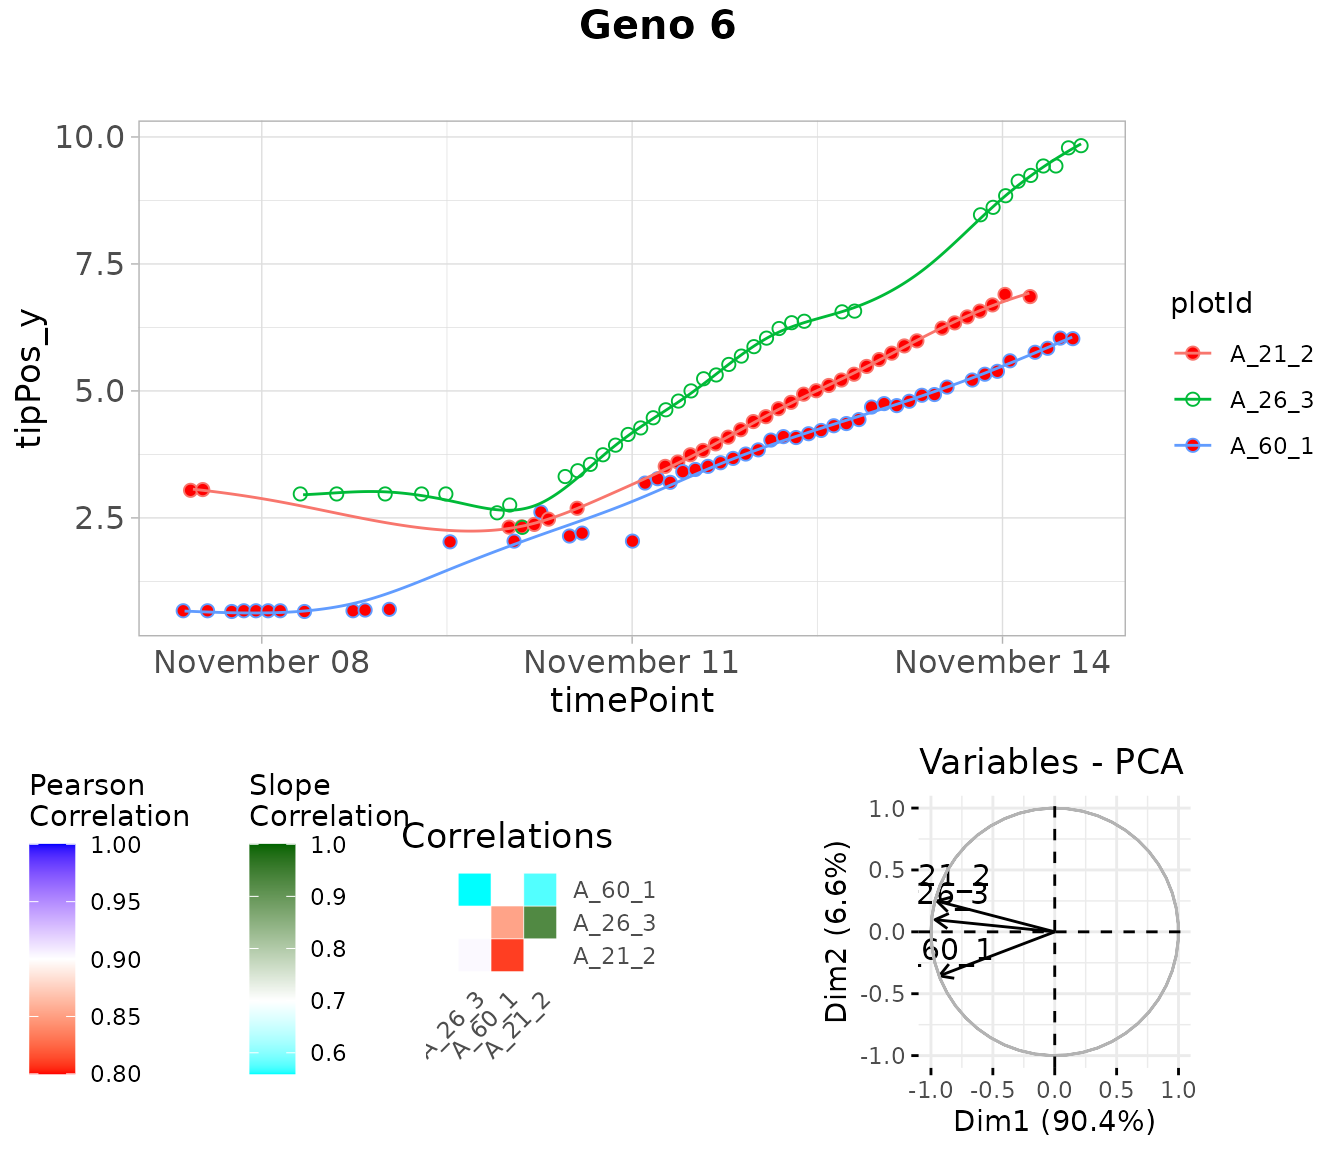 Geno 6
10.0
7.5
5.0
2.5
tipPos_y
November 08
November 11
November 14
timePoint
plotId
A_21_2
A_26_3
A_60_1
Pearson
Correlation
1.00
0.95
0.90
0.85
0.80
Slope
Correlation
1.0
0.9
0.8
0.7
0.6
Correlations
A_60_1
A_26_3
A_21_2
A_26_3
A_60_1
A_21_2
Variables - PCA
1.0
0.5
0.0
-0.5
-1.0
Dim2 (6.6%)
21_2
26_3
60_1
-1.0
-0.5
0.0
0.5
1.0
Dim1 (90.4%)